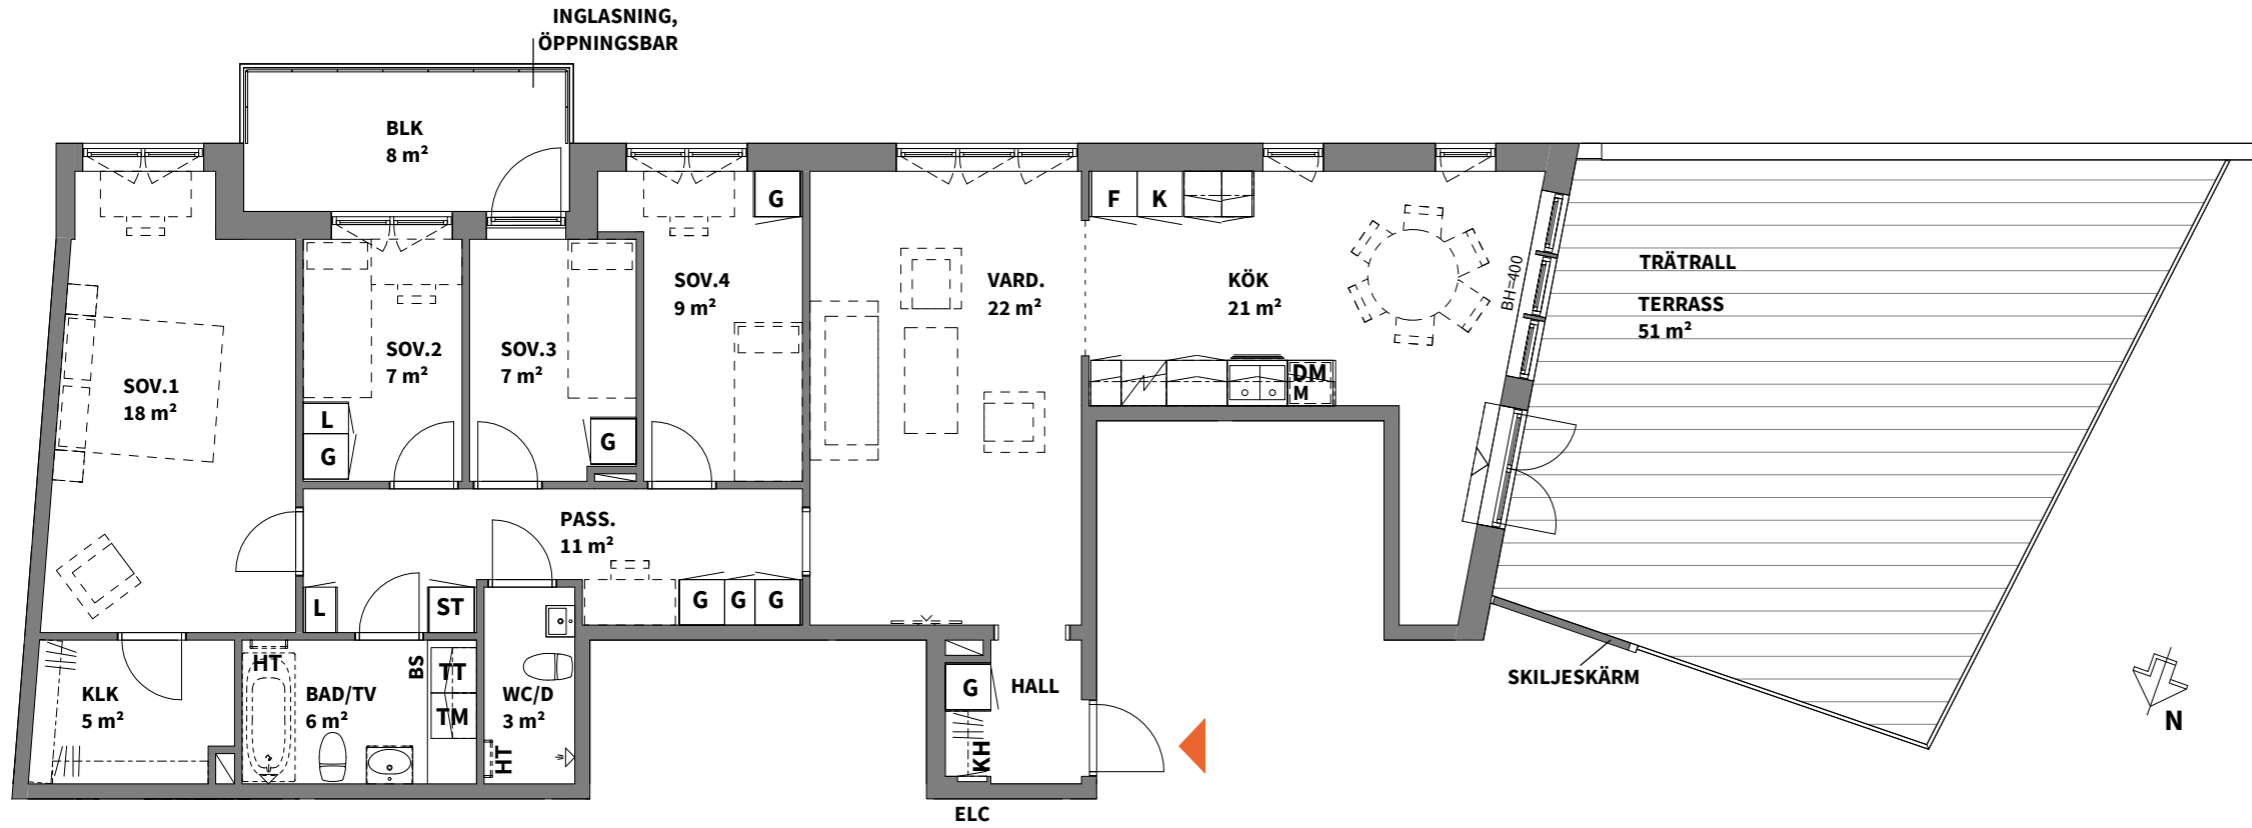 INGLASNING,
ÖPPNINGSBAR
BLK
8 m²
G
F K
SOV.4
9 m²
VARD.
22 m²
KÖK
21 m²
BH=400
TRÄTRALL
TERRASS
51 m²
SOV.1
18 m²
SOV.2
7 m²
SOV.3
7 m²
DM
M
L
G
G
PASS.
11 m²
L
ST
G G G
KLK
5 m²
HT
BAD/TV
6 m²
BS
TT
TM
WC/D
3 m²
HT
G
HALL
KH
ELC
SKILJESKÄRM
N